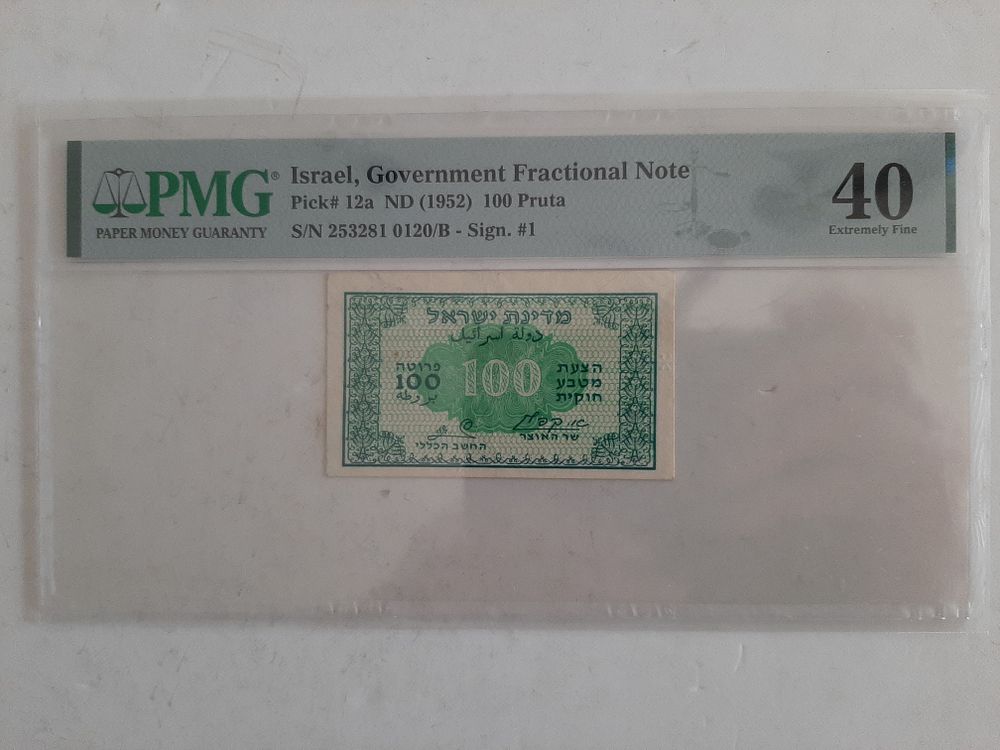 PMG®
PAPER MONEY GUARANTY
Israel, Government Fractional Note
Pick# 12a ND (1952) 100 Pruta
S/N 253281 0120/B - Sign. #1
40
Extremely Fine
מדינת ישראל
دولة اسرائيل
הצעת
מטבע
חוקית
100
פרוטה
100
بروطة
שר האוצר
החשב הכללי